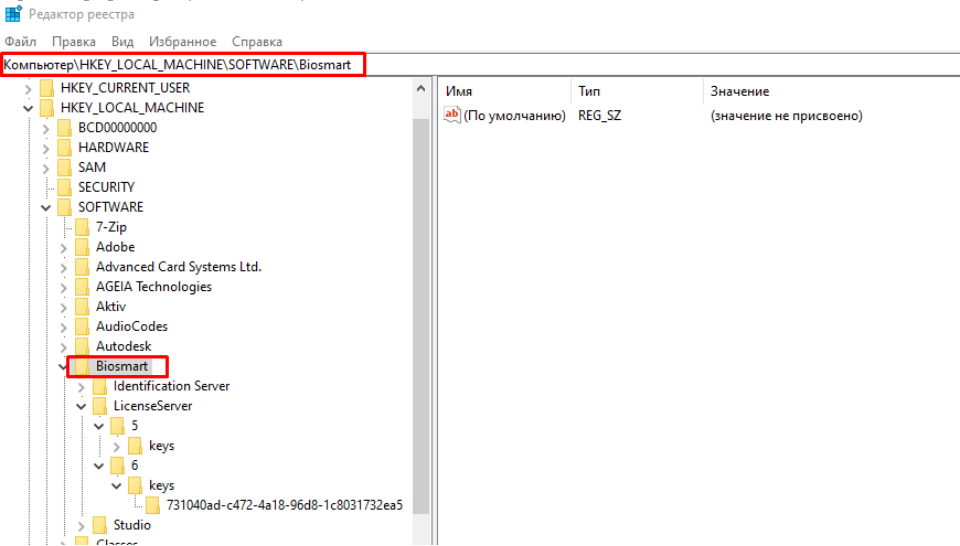 Редактор реестра
Файл Правка Вид Избранное Справка
Компьютер\HKEY_LOCAL_MACHINE\SOFTWARE\Biosmart
HKEY_CURRENT_USER
HKEY_LOCAL_MACHINE
BCD00000000
HARDWARE
SAM
SECURITY
SOFTWARE
7-Zip
Adobe
Advanced Card Systems Ltd.
AGEIA Technologies
Aktiv
AudioCodes
Autodesk
Biosmart
Identification Server
LicenseServer
5
keys
6
keys
731040ad-c472-4a18-96d8-1c8031732ea5
Studio
Classes
Имя Тип Значение
ab (По умолчанию) REG_SZ (значение не присвоено)